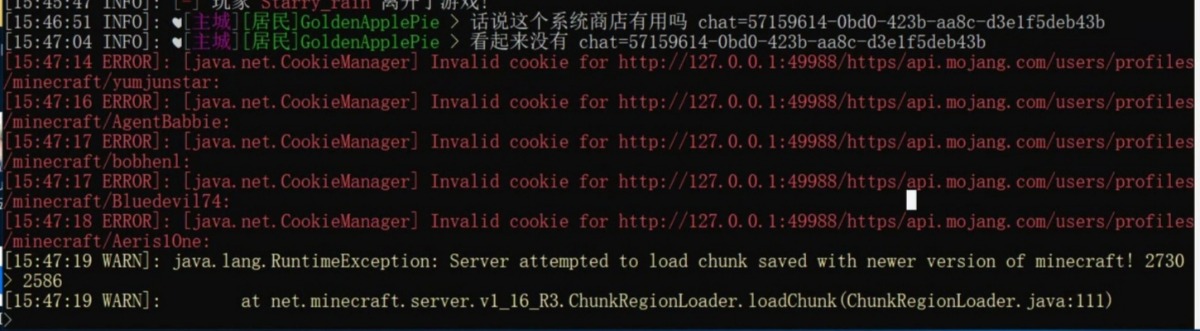 [15:45:47 INFO]: [-] 玩家 Starry_rain 离开了游戏!
[15:46:51 INFO]: [主城][居民]GoldenApplePie > 话说这个系统商店有用吗 chat=57159614-0bd0-423b-aa8c-d3e1f5deb43b
[15:47:04 INFO]: [主城][居民]GoldenApplePie > 看起来没有 chat=57159614-0bd0-423b-aa8c-d3e1f5deb43b
[15:47:14 ERROR]: [java.net.CookieManager] Invalid cookie for http://127.0.0.1:49988/https/api.mojang.com/users/profiles
/minecraft/yumjunstar:
[15:47:16 ERROR]: [java.net.CookieManager] Invalid cookie for http://127.0.0.1:49988/https/api.mojang.com/users/profiles
/minecraft/AgentBabbie:
[15:47:17 ERROR]: [java.net.CookieManager] Invalid cookie for http://127.0.0.1:49988/https/api.mojang.com/users/profiles
/minecraft/bobhenl:
[15:47:17 ERROR]: [java.net.CookieManager] Invalid cookie for http://127.0.0.1:49988/https/api.mojang.com/users/profiles
/minecraft/Bluedevil74:
[15:47:18 ERROR]: [java.net.CookieManager] Invalid cookie for http://127.0.0.1:49988/https/api.mojang.com/users/profiles
/minecraft/AerislOne:
[15:47:19 WARN]: java.lang.RuntimeException: Server attempted to load chunk saved with newer version of minecraft! 2730
> 2586
[15:47:19 WARN]: at net.minecraft.server.v1_16_R3.ChunkRegionLoader.loadChunk(ChunkRegionLoader.java:111)
>